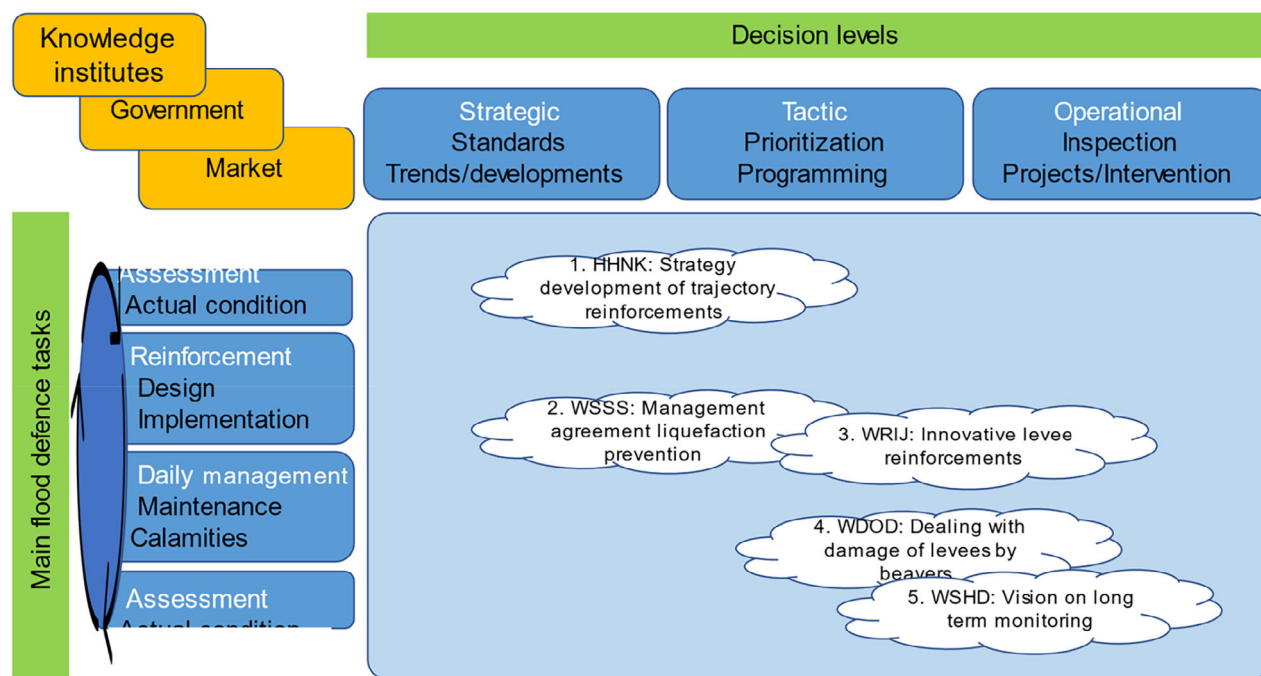 Knowledge
institutes
Government
Market
Decision levels
Strategic
Standards
Trends/developments
Tactic
Prioritization
Programming
Operational
Inspection
Projects/Intervention
Main flood defence tasks
Assessment
Actual condition
Reinforcement
Design
Implementation
Daily management
Maintenance
Calamities
Assessment
Actual condition
1. HHNK: Strategy
development of trajectory
reinforcements
2. WSSS: Management
agreement liquefaction
prevention
3. WRIJ: Innovative levee
reinforcements
4. WDOD: Dealing with
damage of levees by
beavers
5. WSHD: Vision on long
term monitoring